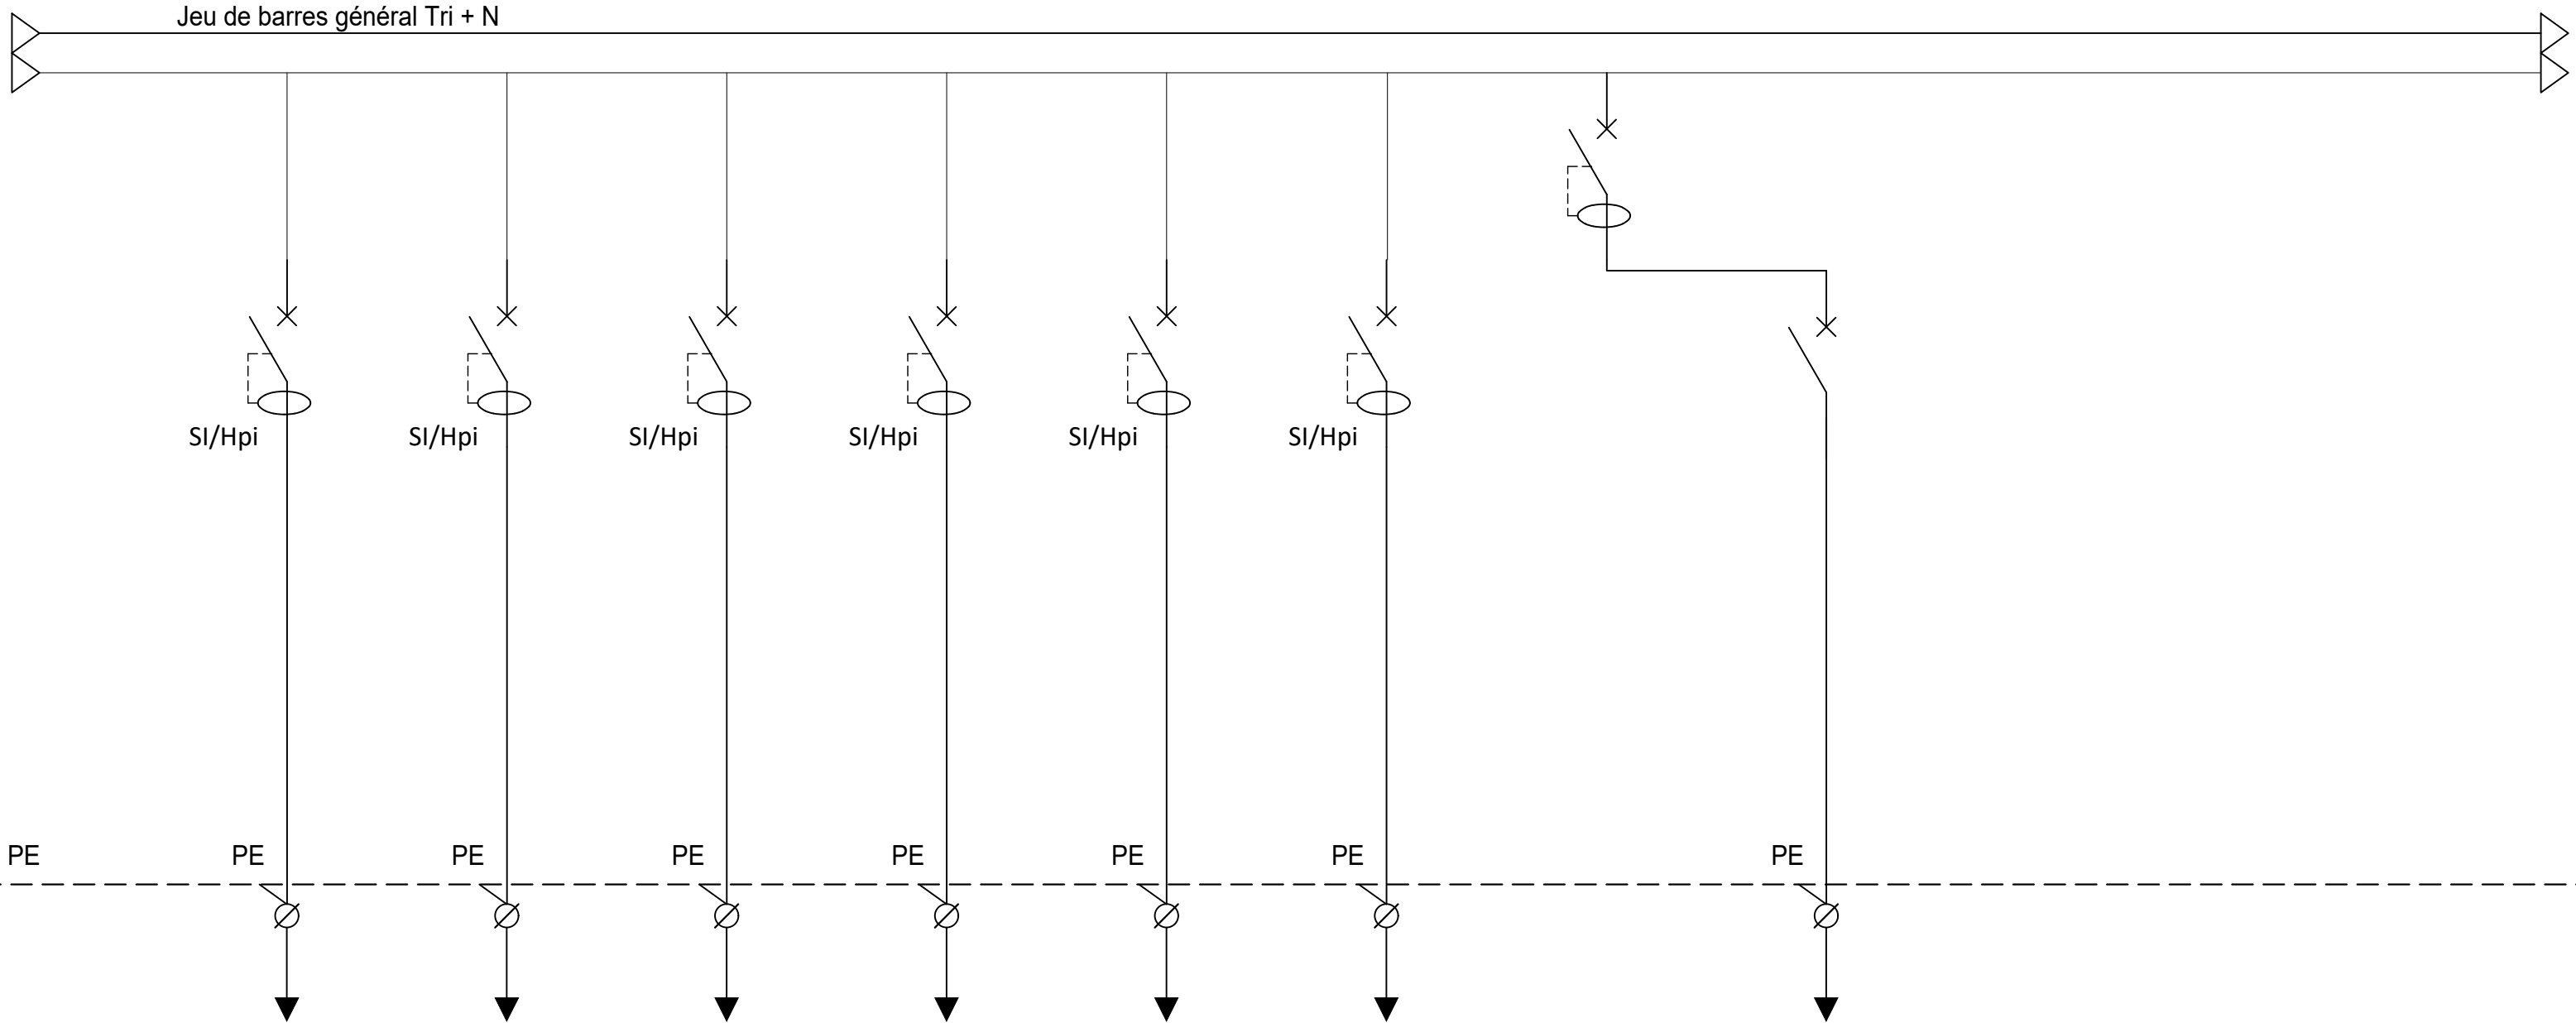 Jeu de barres général Tri + N
SI/Hpi SI/Hpi SI/Hpi SI/Hpi SI/Hpi SI/Hpi
PE PE PE PE PE PE PE PE